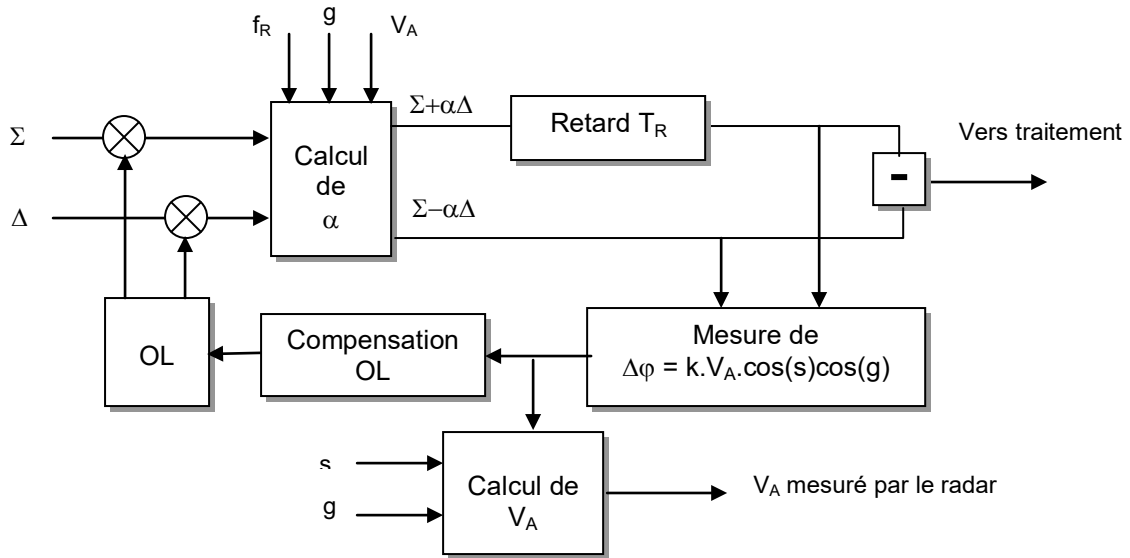 f_R g V_A
Σ+αΔ
Retard T_R
Vers traitement
Σ
Calcul
de
α
-
Δ
Σ−αΔ
OL
Compensation
OL
Mesure de
Δφ = k.V_A.cos(s)cos(g)
s
g
Calcul de
V_A
V_A mesuré par le radar